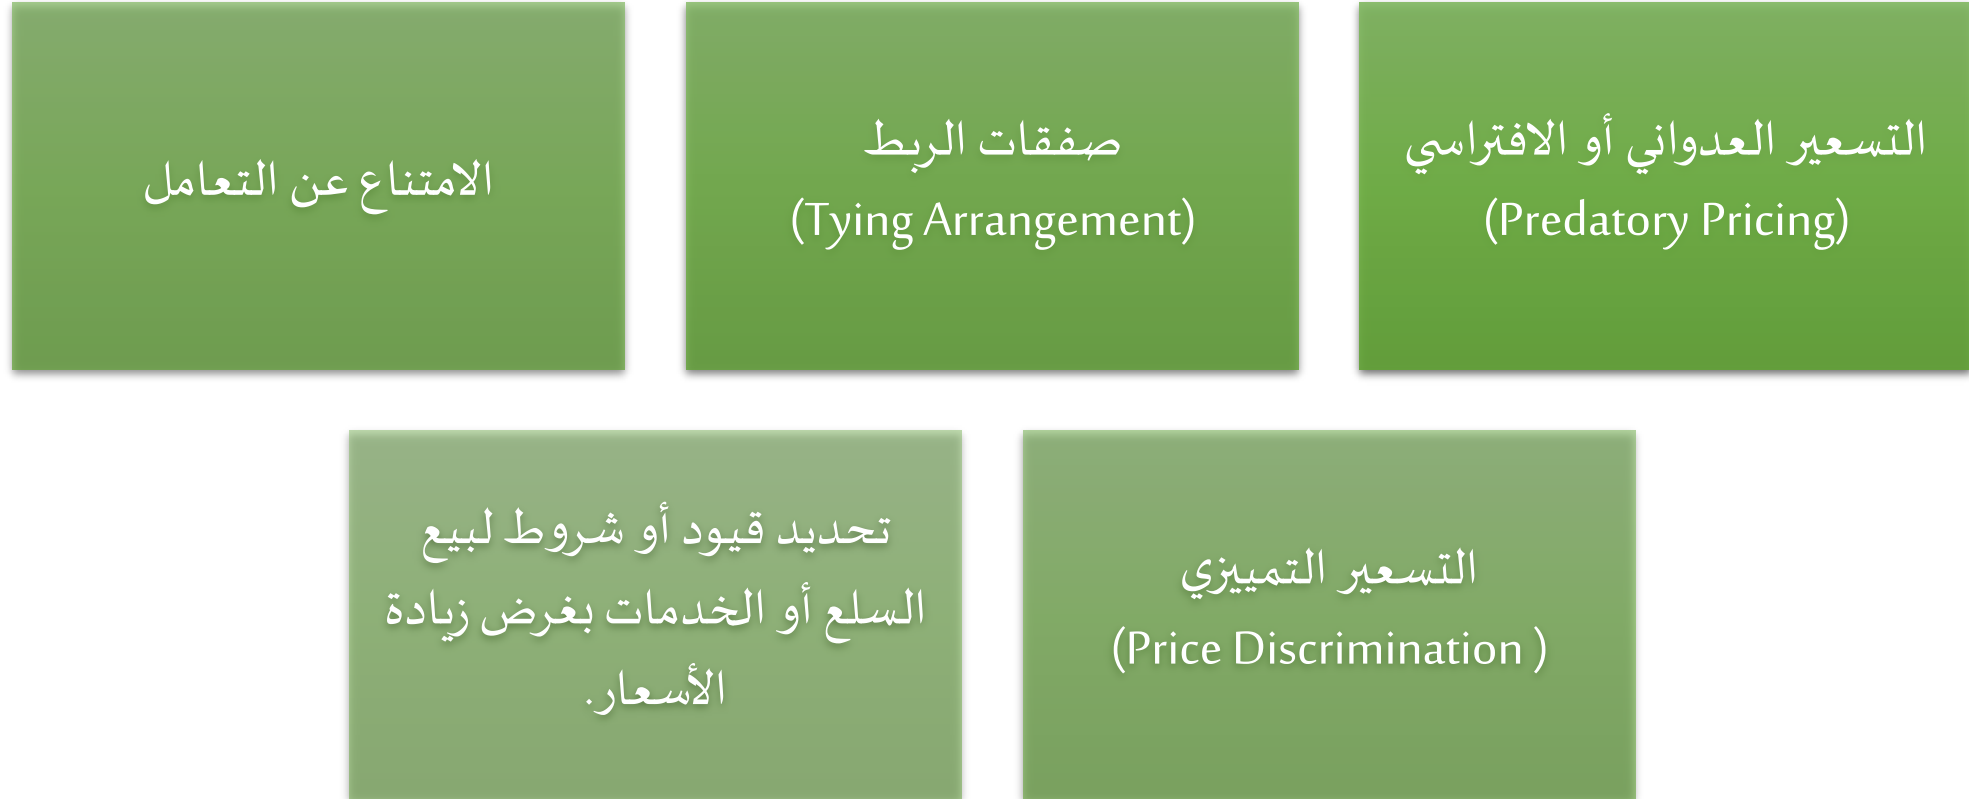 التسعير العدواني أو الافتراسي
(Predatory Pricing)
صفقات الربط
(Tying Arrangement)
الامتناع عن التعامل
التسعير التمييزي
(Price Discrimination )
تحديد قيود أو شروط لبيع
السلع أو الخدمات بغرض زيادة
الأسعار.